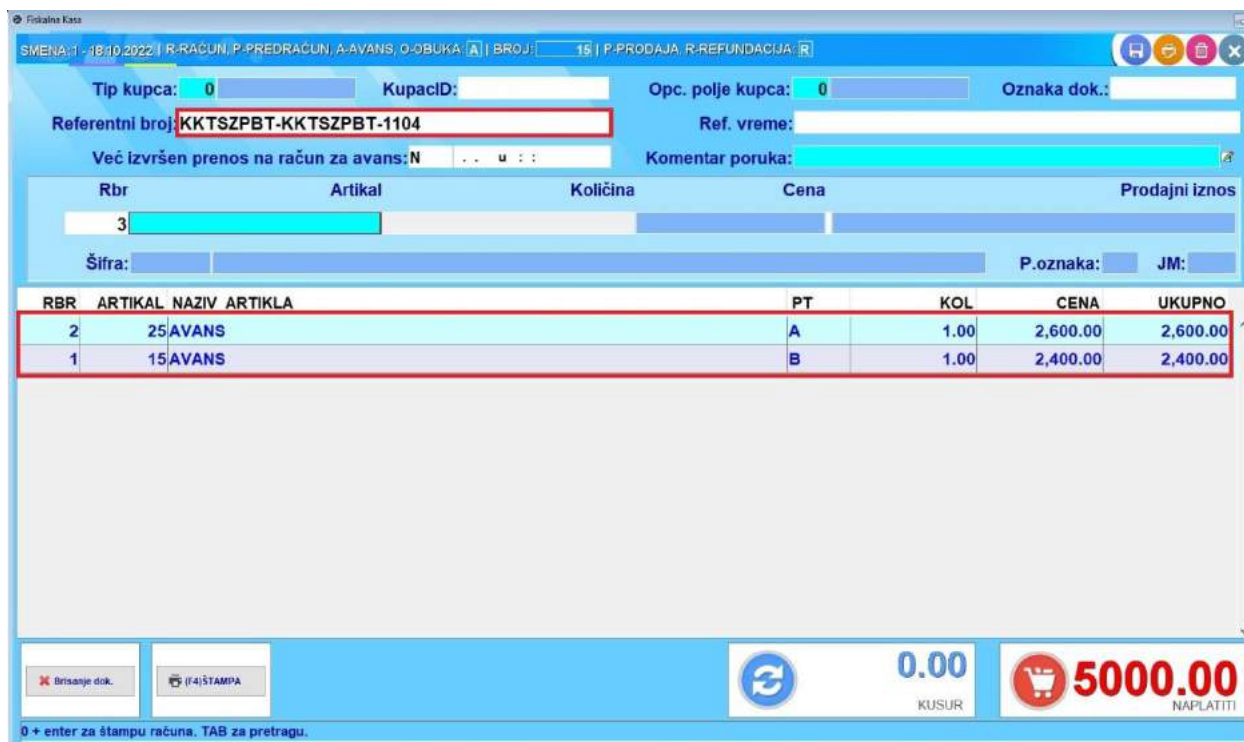 Fiskalna Kasa
SMENA:1 - 18.10.2022 | R-RAČUN, P-PREDRAČUN, A-AVANS, O-OBUKA: A | BROJ: 15 | P-PRODAJA, R-REFUNDACIJA: R
Tip kupca: 0 KupacID: Opc. polje kupca: 0 Oznaka dok.:
Referentni broj: KKTSZPBT-KKTSZPBT-1104 Ref. vreme:
Već izvršen prenos na račun za avans: N . . u : : Komentar poruka:
Rbr Artikal Količina Cena Prodajni iznos
3
Šifra: P.oznaka: JM:
RBR ARTIKAL NAZIV ARTIKLA PT KOL CENA UKUPNO
2 25 AVANS A 1.00 2,600.00 2,600.00
1 15 AVANS B 1.00 2,400.00 2,400.00
Brisanje dok. (F4) ŠTAMPA 0.00 5000.00
KUSUR NAPLATITI
0 + enter za štampu računa. TAB za pretragu.